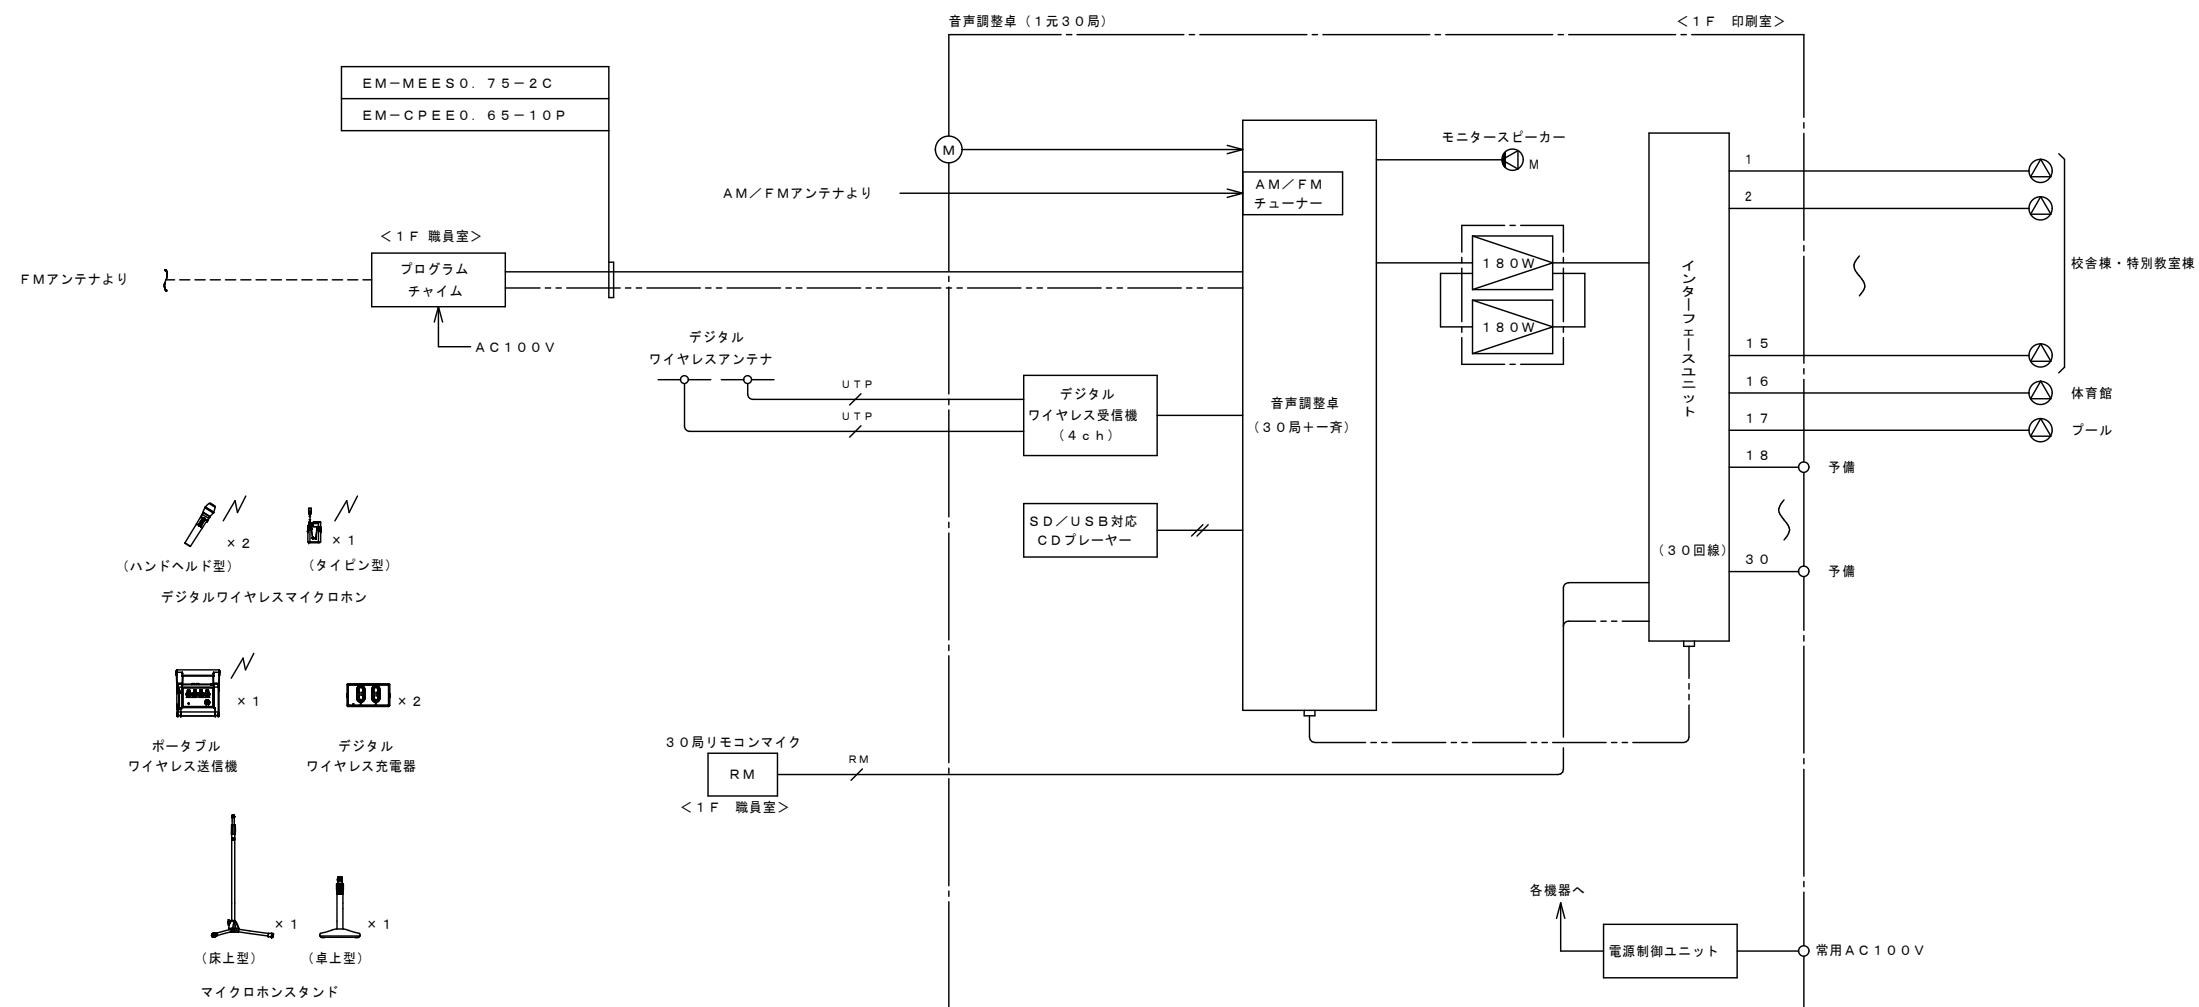 音声調整卓（１元３０局）
＜１Ｆ　印刷室＞
ＥＭ－ＭＥＥＳ０．７５－２Ｃ
ＥＭ－ＣＰＥＥ０．６５－１０Ｐ
Ｍ
モニタースピーカー
Ｍ
ＡＭ／ＦＭアンテナより
ＡＭ／ＦＭ
チューナー
＜１Ｆ 職員室＞
ＦＭアンテナより
プログラム
チャイム
ＡＣ１００Ｖ
１８０Ｗ
１８０Ｗ
インターフェースユニット
（３０回線）
１
２
１５
１６
１７
１８
３０
校舎棟・特別教室棟
体育館
プール
予備
予備
デジタル
ワイヤレスアンテナ
ＵＴＰ
ＵＴＰ
デジタル
ワイヤレス受信機
（４ｃｈ）
音声調整卓
（３０局＋一斉）
ＳＤ／ＵＳＢ対応
ＣＤプレーヤー
×２
×１
（ハンドヘルド型）
（タイピン型）
デジタルワイヤレスマイクロホン
×１
×２
ポータブル
ワイヤレス送信機
デジタル
ワイヤレス充電器
３０局リモコンマイク
ＲＭ
ＲＭ
＜１Ｆ　職員室＞
×１
×１
（床上型）
（卓上型）
マイクロホンスタンド
各機器へ
電源制御ユニット
常用ＡＣ１００Ｖ